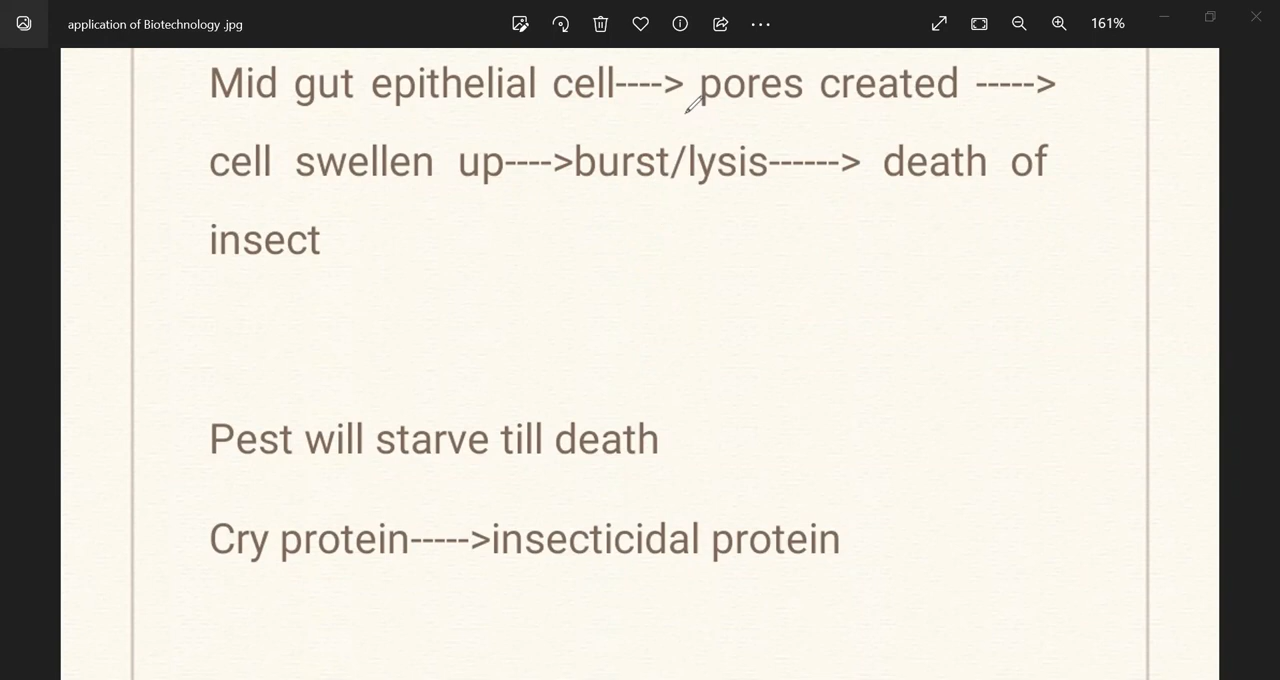 application of Biotechnology .jpg
161%
Mid gut epithelial cell----> pores created ----->
cell swellen up---->burst/lysis------> death of
insect
Pest will starve till death
Cry protein----->insecticidal protein